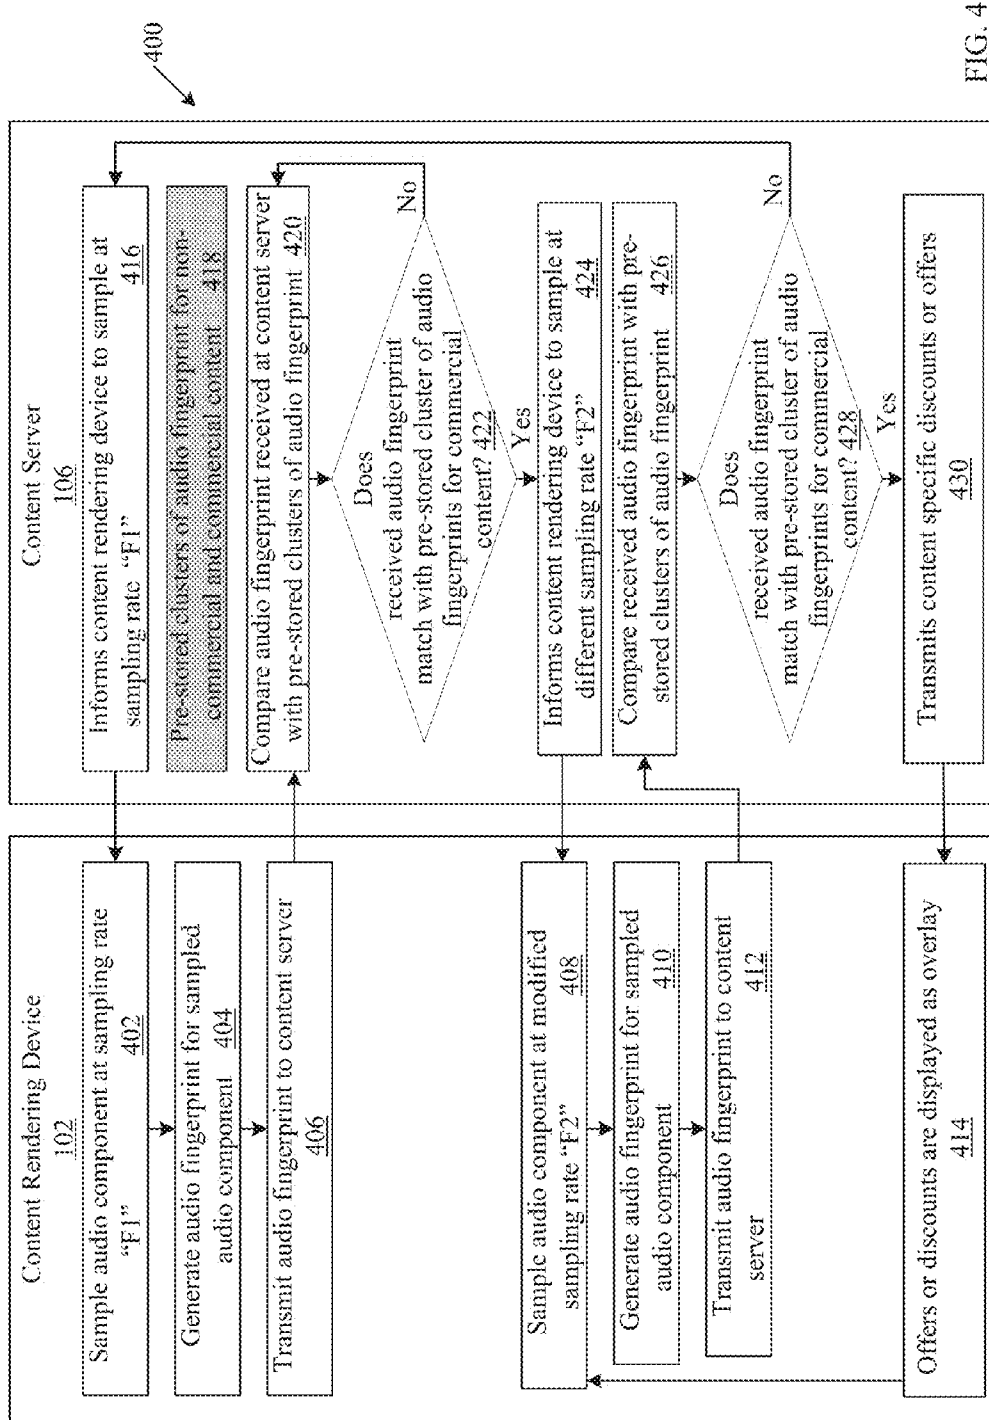 Content Rendering Device
102
Sample audio component at sampling rate
“F1”
402
Generate audio fingerprint for sampled
audio component
404
Transmit audio fingerprint to content server
406
Sample audio component at modified
sampling rate “F2”
408
Generate audio fingerprint for sampled
audio component
410
Transmit audio fingerprint to content
server
412
Offers or discounts are displayed as overlay
414
Content Server
106
Informs content rendering device to sample at
sampling rate “F1”
416
Pre-stored clusters of audio fingerprint for non-
commercial and commercial content 418
Compare audio fingerprint received at content server
with pre-stored clusters of audio fingerprint 420
Does
received audio fingerprint
match with pre-stored cluster of audio
fingerprints for commercial
content? 422
No
Yes
Informs content rendering device to sample at
different sampling rate “F2”
424
Compare received audio fingerprint with pre-
stored clusters of audio fingerprint 426
Does
received audio fingerprint
match with pre-stored cluster of audio
fingerprints for commercial
content? 428
No
Yes
Transmits content specific discounts or offers
430
400
FIG. 4